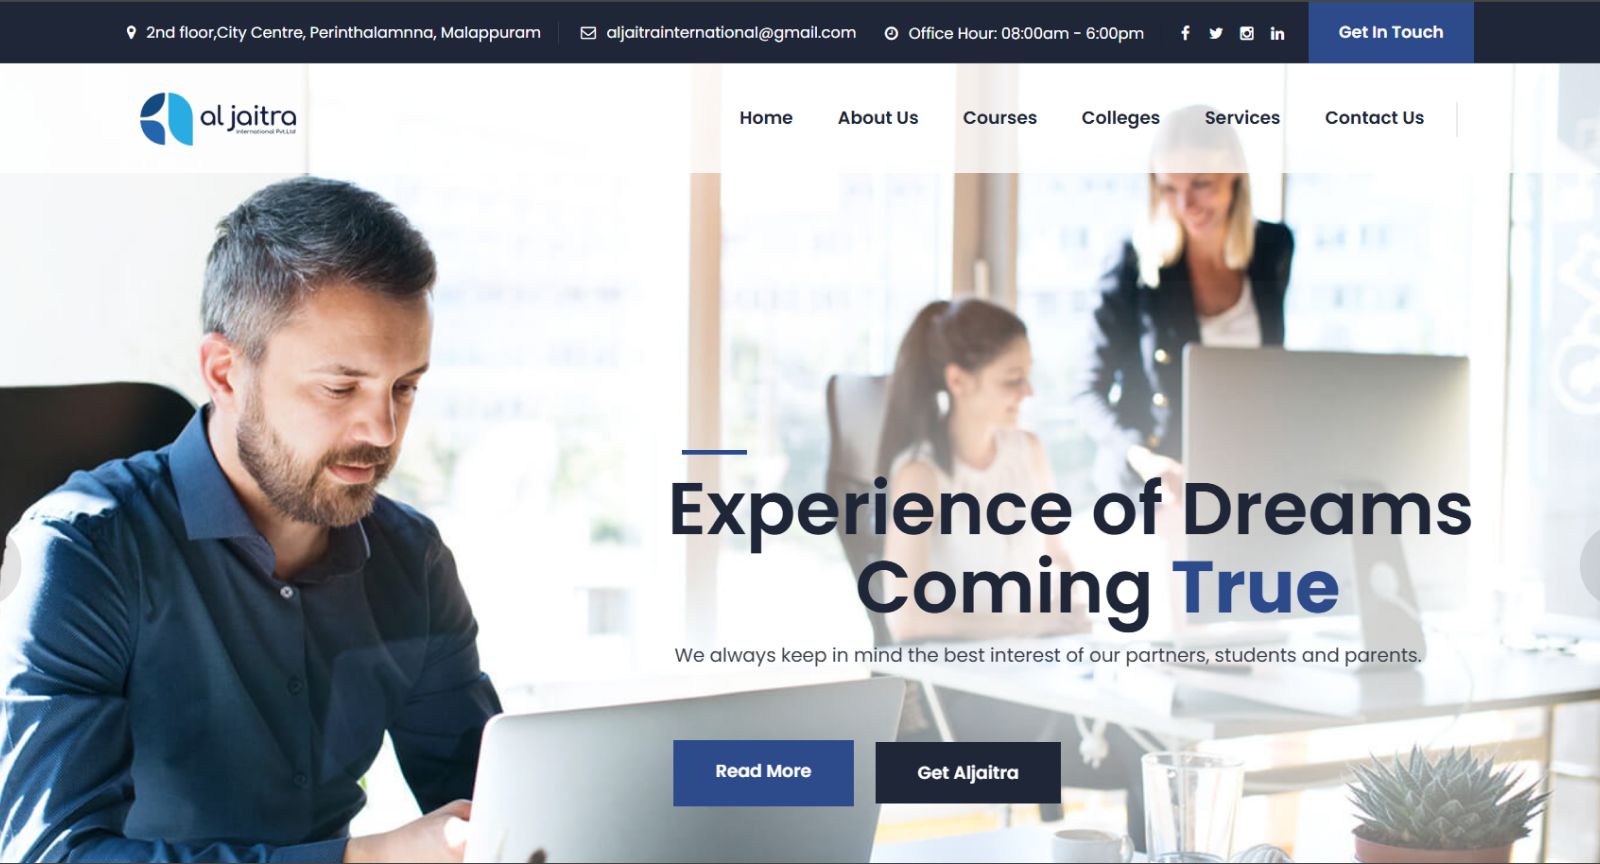 2nd floor,City Centre, Perinthalamnna, Malappuram
aljaitrainternational@gmail.com
Office Hour: 08:00am - 6:00pm
Get In Touch
al jaitra
International Pvt.Ltd
Home
About Us
Courses
Colleges
Services
Contact Us
Experience of Dreams
Coming True
We always keep in mind the best interest of our partners, students and parents.
Read More
Get Aljaitra